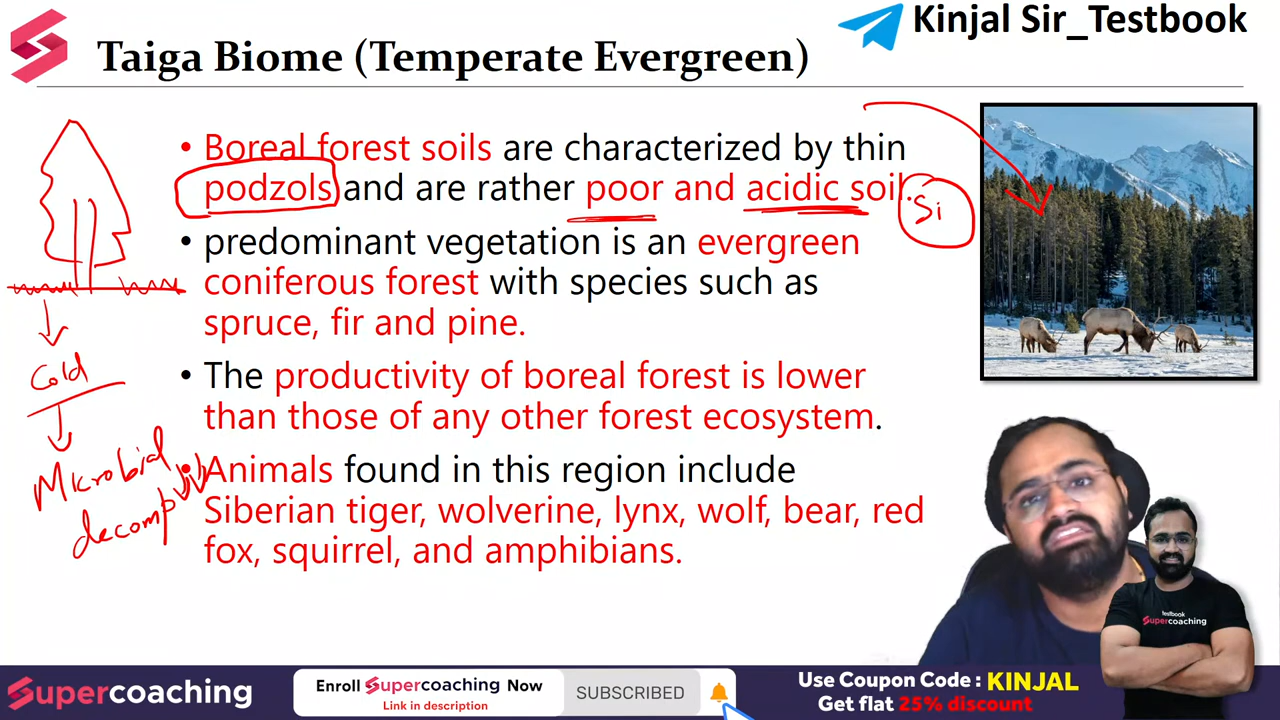 Kinjal Sir_Testbook
Taiga Biome (Temperate Evergreen)
• Boreal forest soils are characterized by thin
podzols and are rather poor and acidic soil.
Si
• predominant vegetation is an evergreen
coniferous forest with species such as
spruce, fir and pine.
• The productivity of boreal forest is lower
than those of any other forest ecosystem.
• Animals found in this region include
Siberian tiger, wolverine, lynx, wolf, bear, red
fox, squirrel, and amphibians.
Cold
Microbial
decomp
testbook
Supercoaching
Supercoaching
Enroll Supercoaching Now
Link in description
SUBSCRIBED
Use Coupon Code : KINJAL
Get flat 25% discount